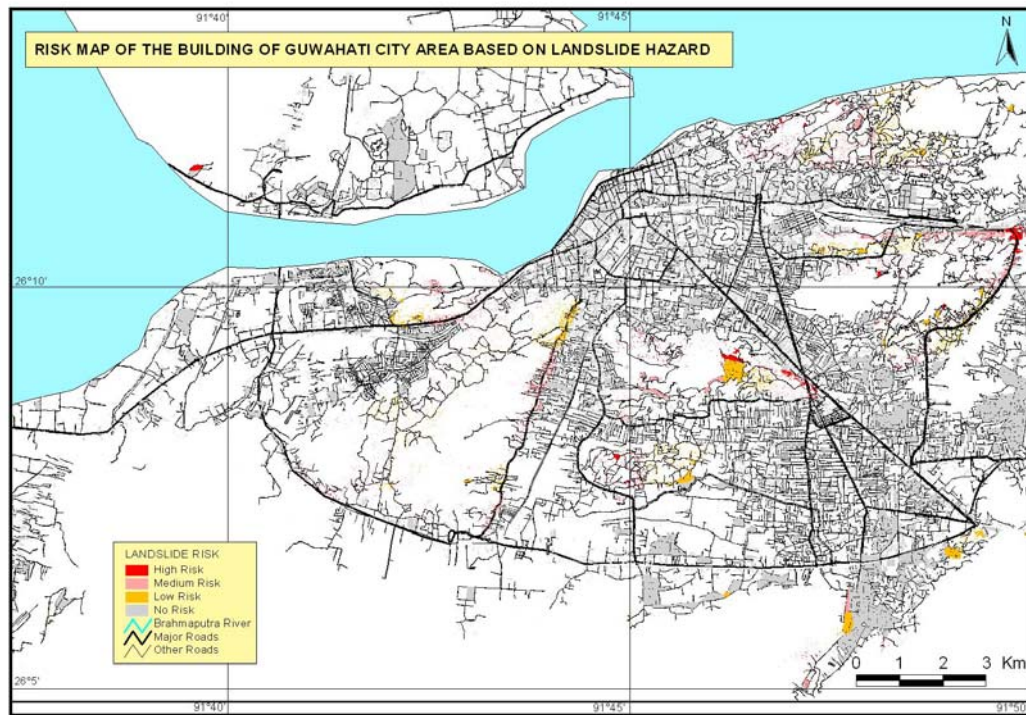 91°40'
91°45'
N
RISK MAP OF THE BUILDING OF GUWAHATI CITY AREA BASED ON LANDSLIDE HAZARD
26°10'
LANDSLIDE RISK
High Risk
Medium Risk
Low Risk
No Risk
Brahmaputra River
Major Roads
Other Roads
0 1 2 3 Km
26°5'
91°40'
91°45'
91°50'